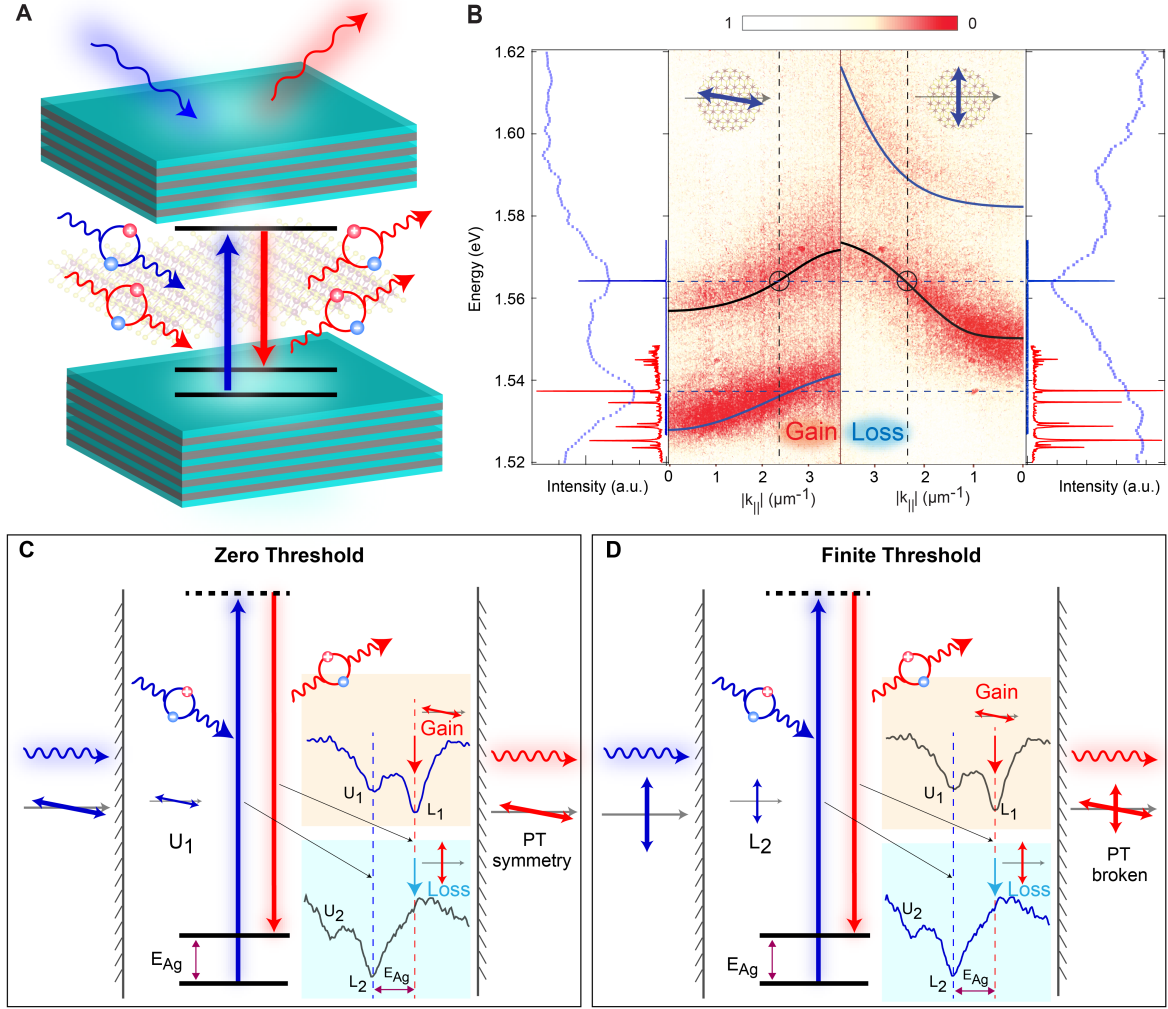 A
B
1
0
1.62
1.60
1.58
1.56
1.54
1.52
Energy (eV)
Gain
Loss
0
1
2
3
3
2
1
0
Intensity (a.u.)
|k|||| (μm-1)
|k|||| (μm-1)
Intensity (a.u.)
C
Zero Threshold
Gain
U1
L1
U1
PT
symmetry
Loss
U2
EAg
L2
EAg
D
Finite Threshold
Gain
U1
L1
L2
PT
broken
Loss
U2
EAg
L2
EAg